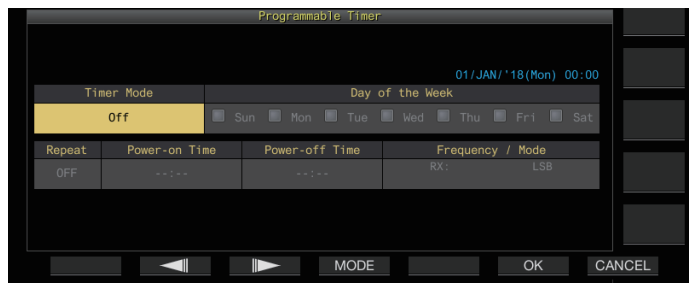 Programmable Timer
01/JAN/'18(Mon) 00:00
Timer Mode Day of the Week
Off Sun Mon Tue Wed Thu Fri Sat
Repeat Power-on Time Power-off Time Frequency / Mode
OFF --:-- --:-- RX: LSB
MODE OK CANCEL